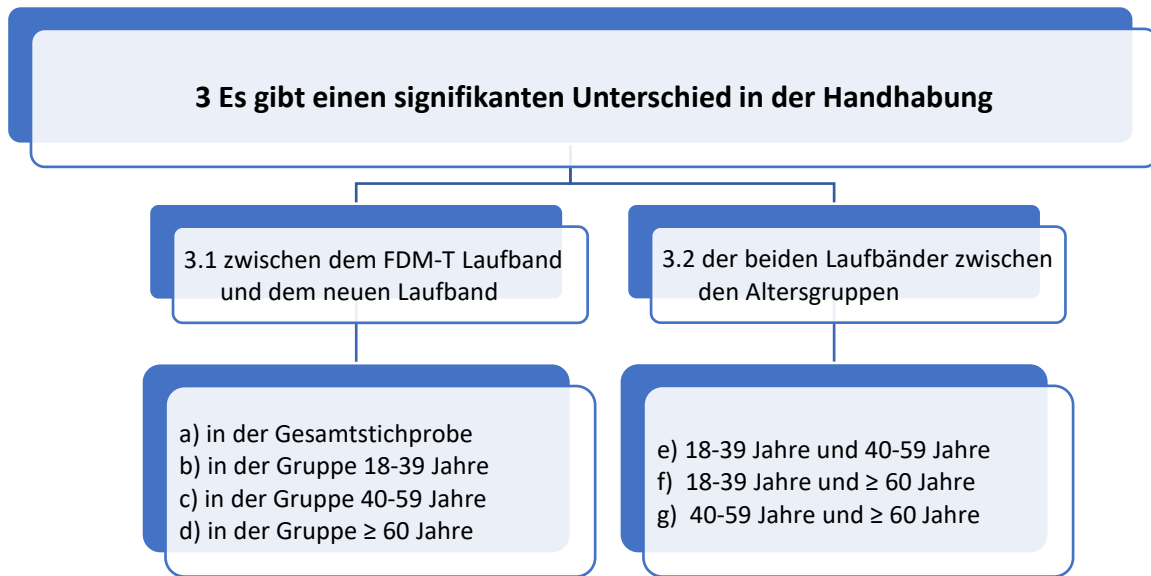 3 Es gibt einen signifikanten Unterschied in der Handhabung
3.1 zwischen dem FDM-T Laufband
und dem neuen Laufband
3.2 der beiden Laufbänder zwischen
den Altersgruppen
a) in der Gesamtstichprobe
b) in der Gruppe 18-39 Jahre
c) in der Gruppe 40-59 Jahre
d) in der Gruppe ≥ 60 Jahre
e) 18-39 Jahre und 40-59 Jahre
f) 18-39 Jahre und ≥ 60 Jahre
g) 40-59 Jahre und ≥ 60 Jahre